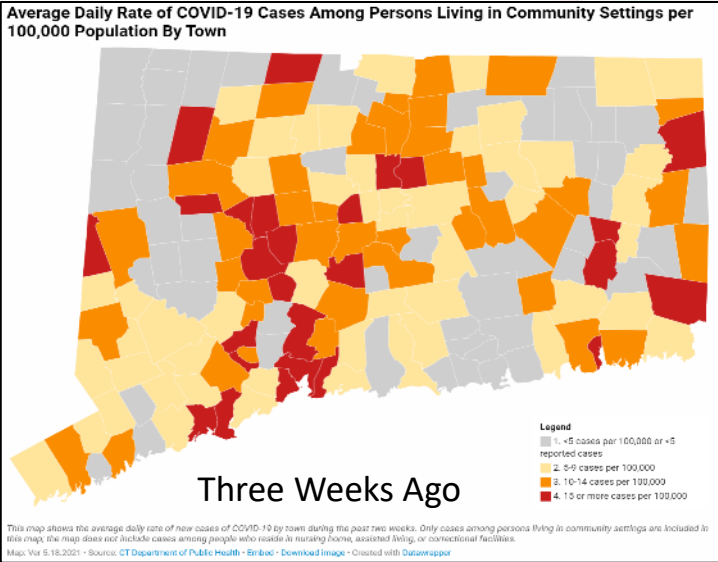 Average Daily Rate of COVID-19 Cases Among Persons Living in Community Settings per
100,000 Population By Town
Legend
1. <5 cases per 100,000 or <5
reported cases
2. 5-9 cases per 100,000
3. 10-14 cases per 100,000
4. 15 or more cases per 100,000
Three Weeks Ago
This map shows the average daily rate of new cases of COVID-19 by town during the past two weeks. Only cases among persons living in community settings are included in
this map; the map does not include cases among people who reside in nursing home, assisted living, or correctional facilities.
Map: Ver 5.18.2021 • Source: CT Department of Public Health • Embed • Download image • Created with Datawrapper